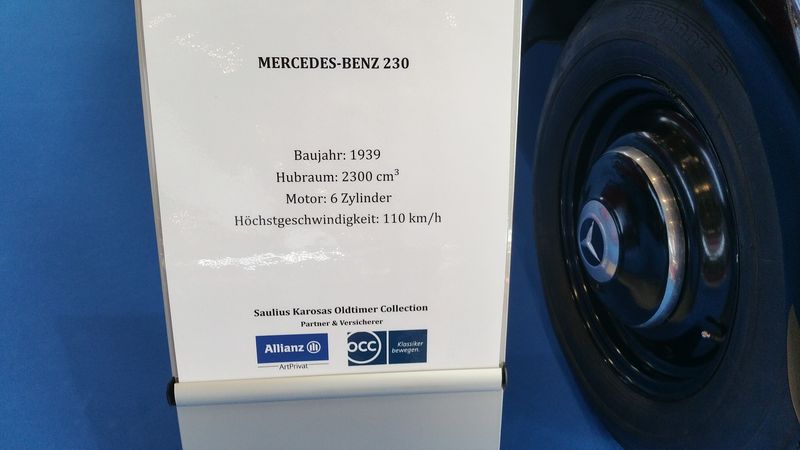 MERCEDES-BENZ 230
Baujahr: 1939
Hubraum: 2300 cm³
Motor: 6 Zylinder
Höchstgeschwindigkeit: 110 km/h
Saulius Karosas Oldtimer Collection
Partner & Versicherer
Allianz
ArtPrivat
OCC
Klassiker
bewegen.